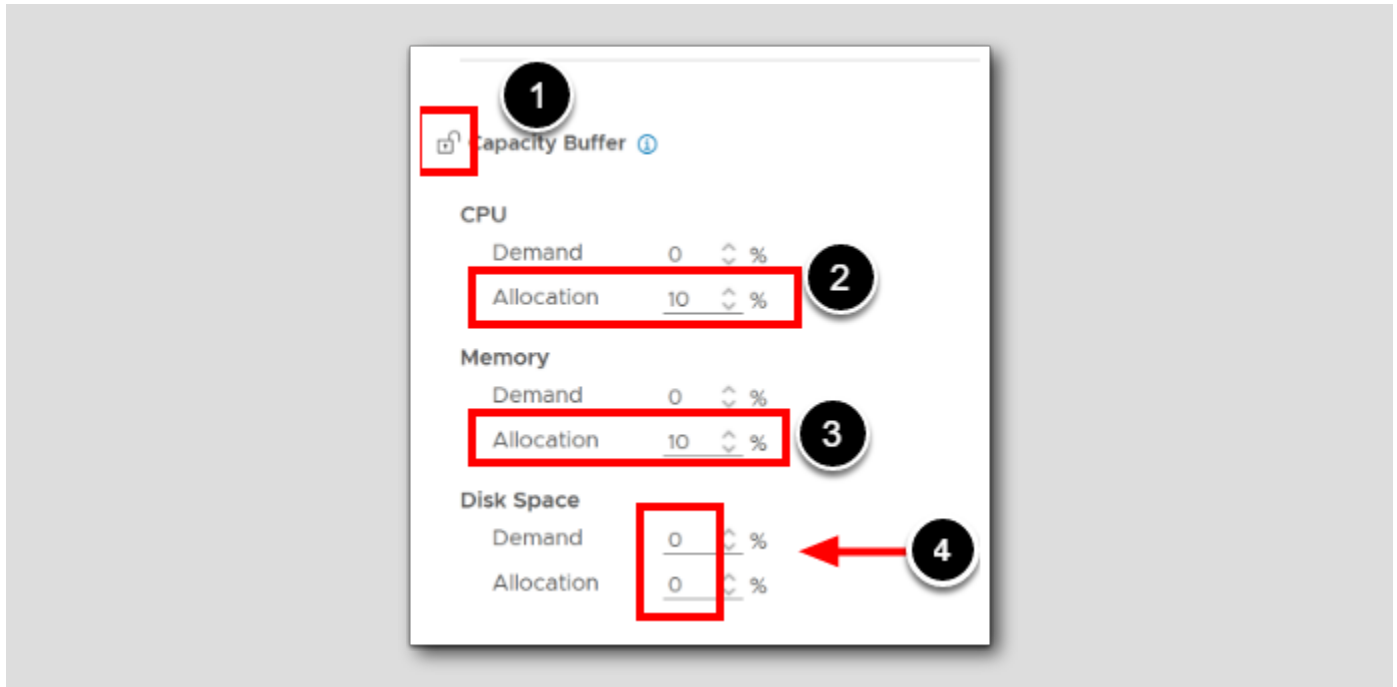 1
Capacity Buffer
CPU
Demand 0 %
Allocation 10 %
2
Memory
Demand 0 %
Allocation 10 %
3
Disk Space
Demand 0 %
4
Allocation 0 %